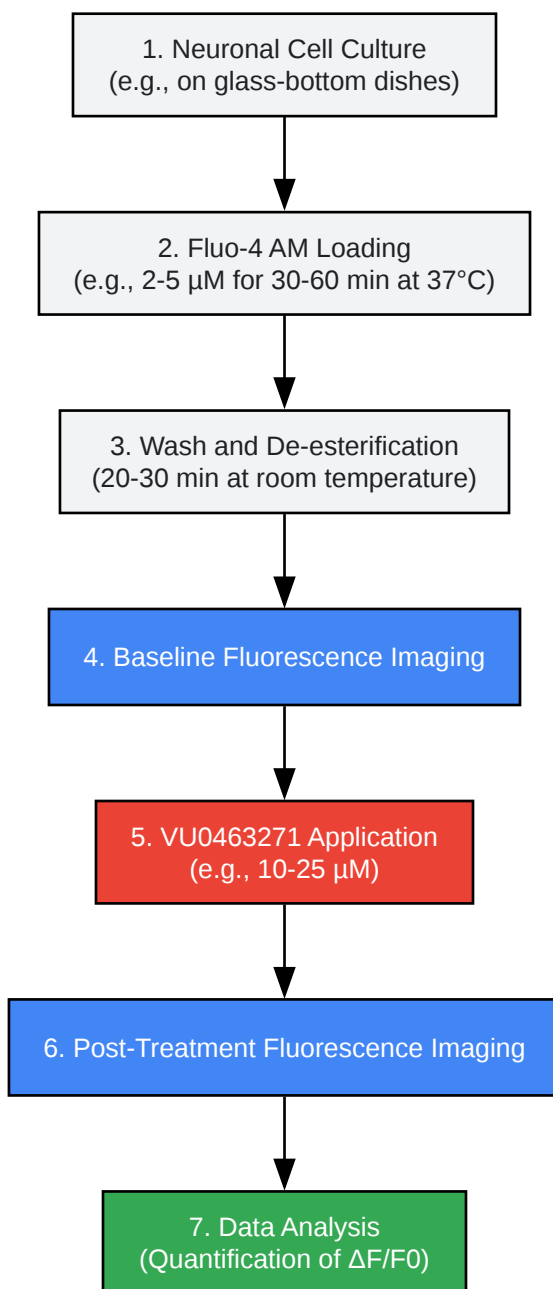 1. Neuronal Cell Culture
(e.g., on glass-bottom dishes)
2. Fluo-4 AM Loading
(e.g., 2-5 µM for 30-60 min at 37°C)
3. Wash and De-esterification
(20-30 min at room temperature)
4. Baseline Fluorescence Imaging
5. VU0463271 Application
(e.g., 10-25 µM)
6. Post-Treatment Fluorescence Imaging
7. Data Analysis
(Quantification of ΔF/F0)